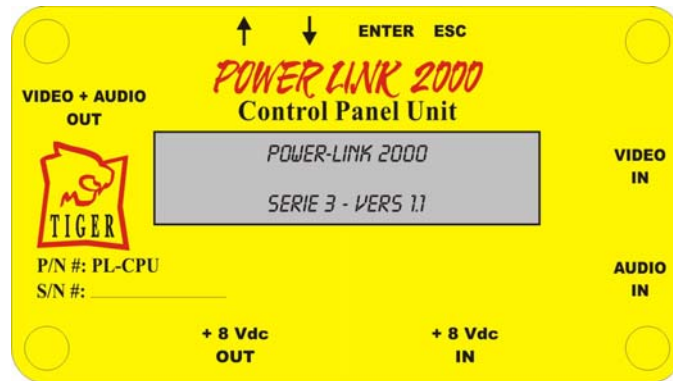 ↑ ↓ ENTER ESC
POWER LINK 2000
Control Panel Unit
VIDEO + AUDIO
OUT
POWER-LINK 2000
SERIE 3 - VERS 1.1
VIDEO
IN
TIGER
P/N #: PL-CPU
S/N #:
AUDIO
IN
+ 8 Vdc
OUT
+ 8 Vdc
IN